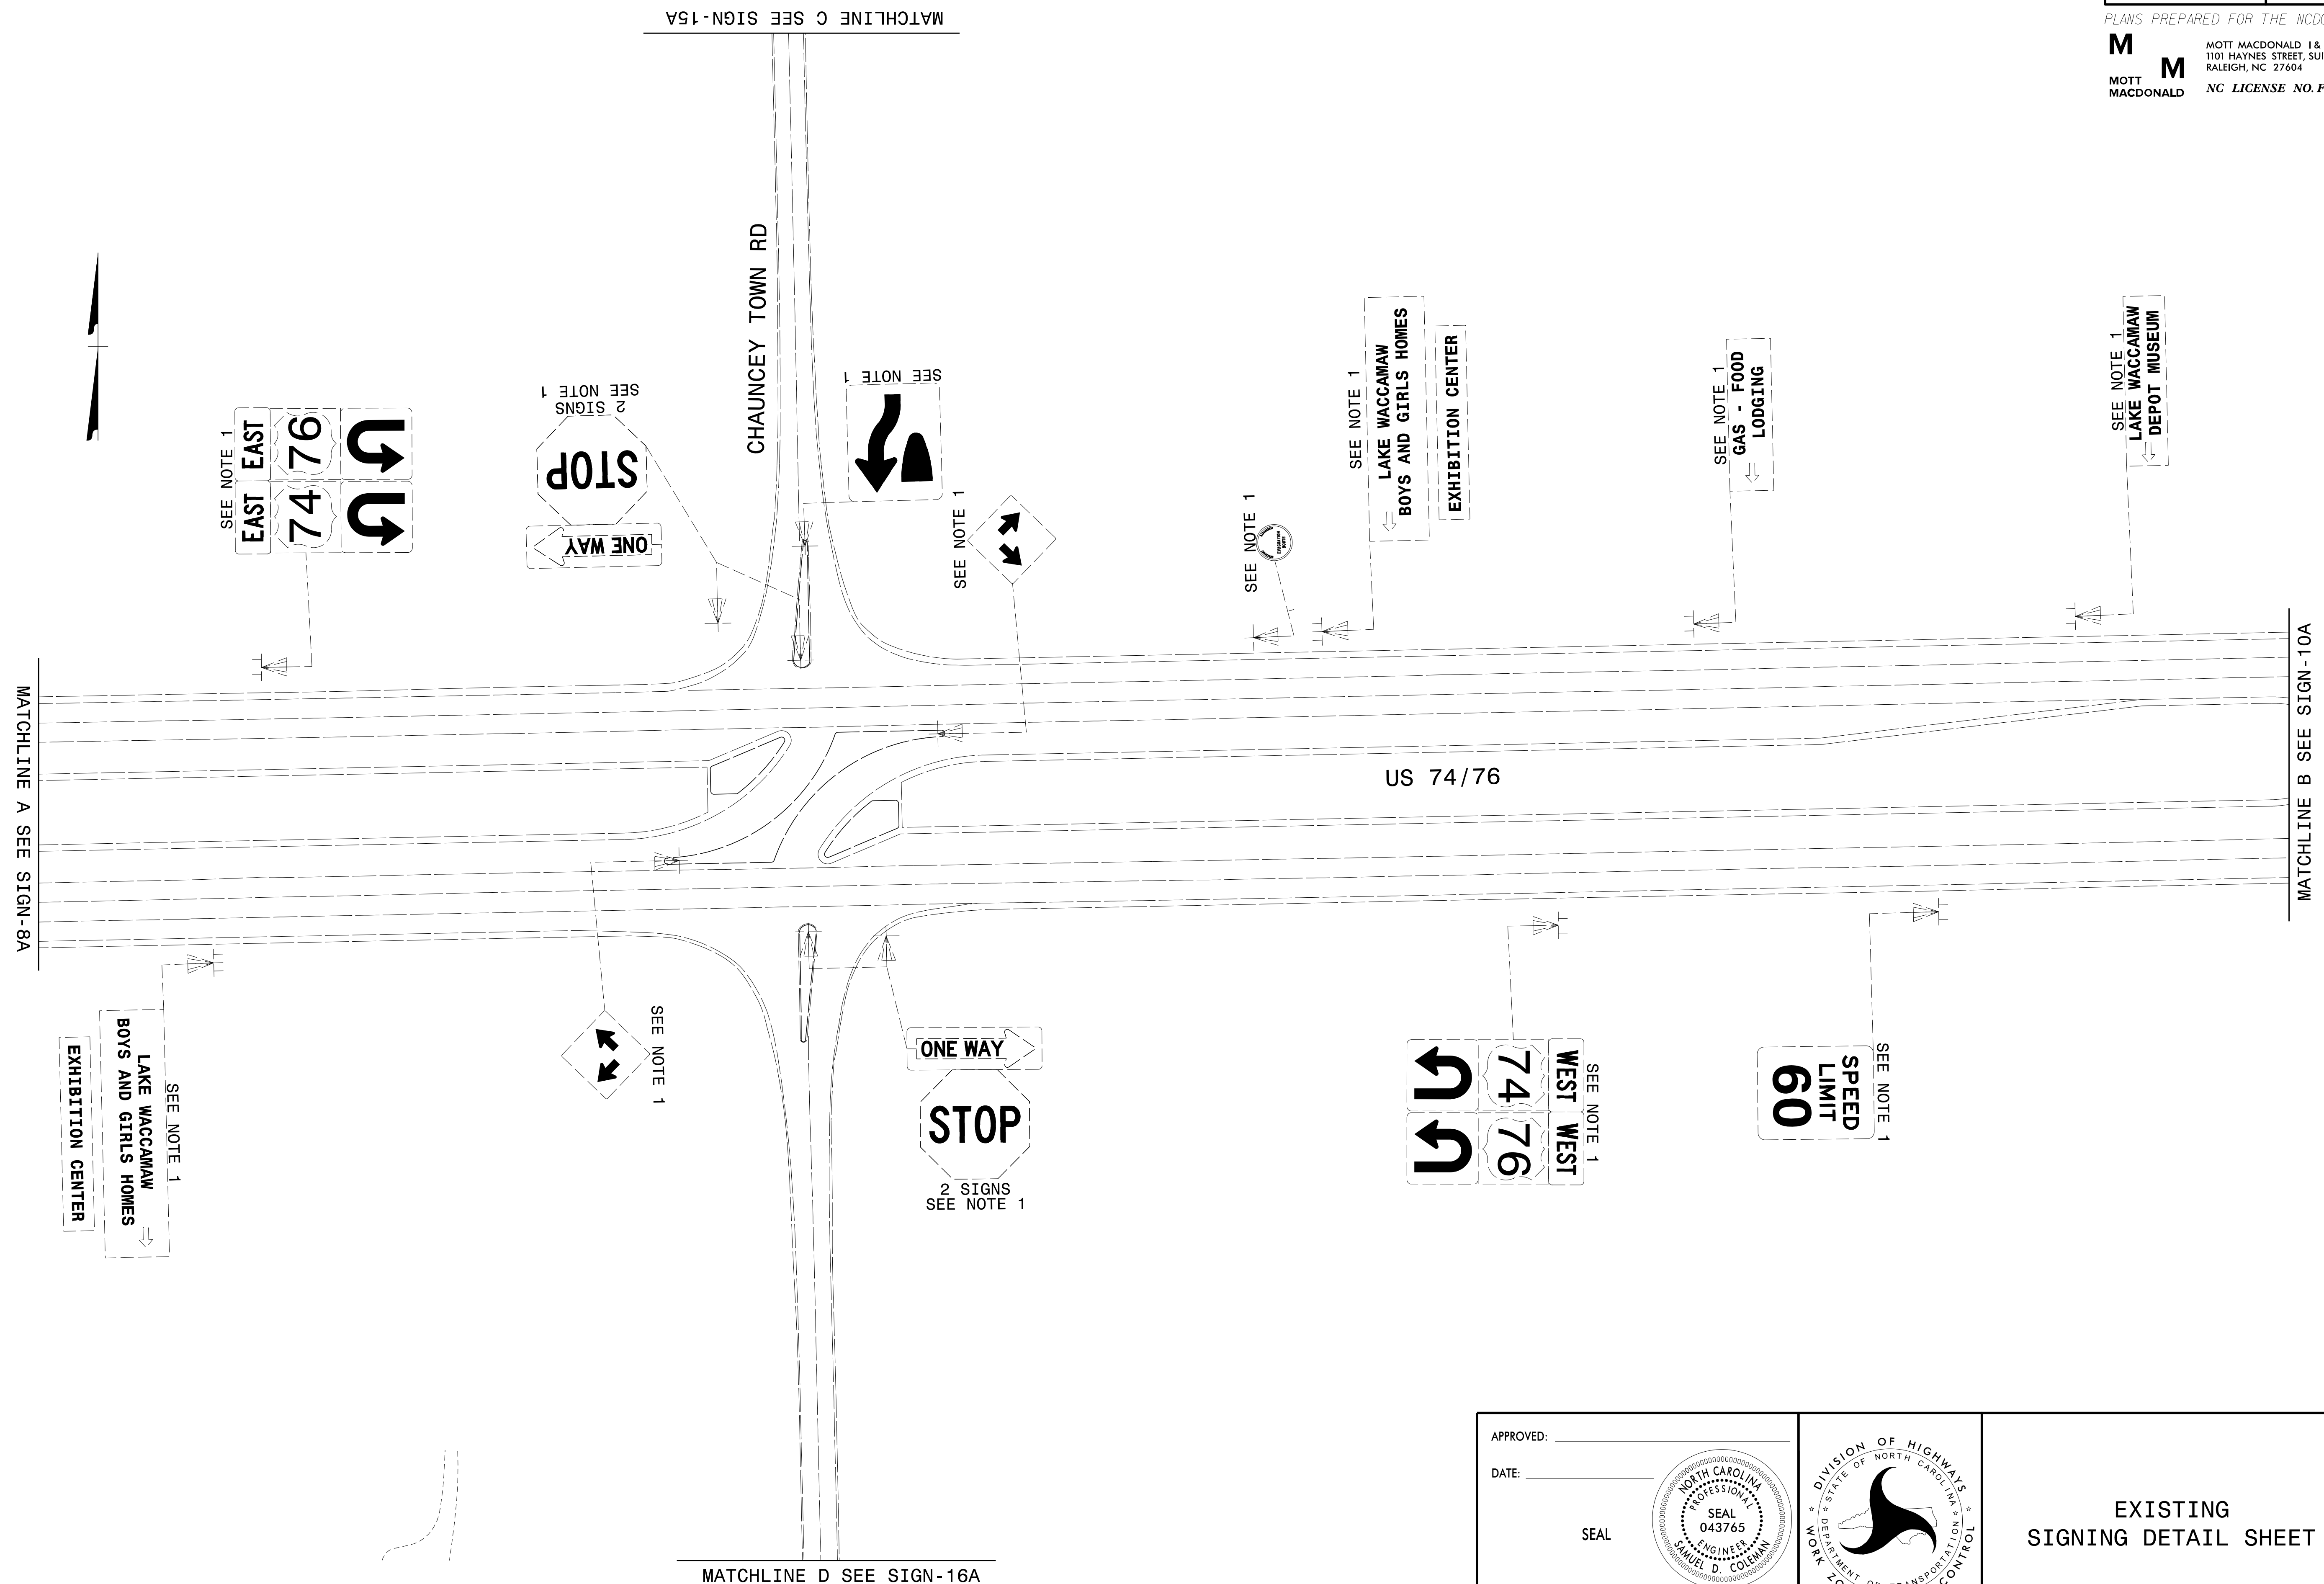 MATCHLINE C SEE SIGN-15A
PLANS PREPARED FOR THE
M
M
MOTT
MACDONALD
MOTT MACDONALD I &
1101 HAYNES STREET,
RALEIGH, NC 27604
NC LICENSE NO.
CHAUNCEY TOWN RD
SEE NOTE 1
EAST EAST
74 76
2 SIGNS
SEE NOTE 1
STOP
ONE WAY
SEE NOTE 1
SEE NOTE 1
SEE NOTE 1
EVACUATION
ROUTE
SEE NOTE 1
LAKE WACCAMAW
BOYS AND GIRLS HOMES
EXHIBITION CENTER
SEE NOTE 1
GAS - FOOD
LODGING
SEE NOTE 1
LAKE WACCAMAW
DEPOT MUSEUM
MATCHLINE A SEE SIGN-8A
US 74/76
MATCHLINE B SEE SIGN-10A
SEE NOTE 1
LAKE WACCAMAW
BOYS AND GIRLS HOMES
EXHIBITION CENTER
SEE NOTE 1
ONE WAY
STOP
2 SIGNS
SEE NOTE 1
SEE NOTE 1
WEST WEST
74 76
SEE NOTE 1
SPEED
LIMIT
60
MATCHLINE D SEE SIGN-16A
APPROVED:
DATE:
SEAL
NORTH CAROLINA
PROFESSIONAL
SEAL
043765
ENGINEER
SAMUEL D. COLEMAN
DIVISION OF HIGHWAYS
STATE OF NORTH CAROLINA
DEPARTMENT OF TRANSPORTATION
WORK CONTROL
EXISTING
SIGNING DETAIL SHEET